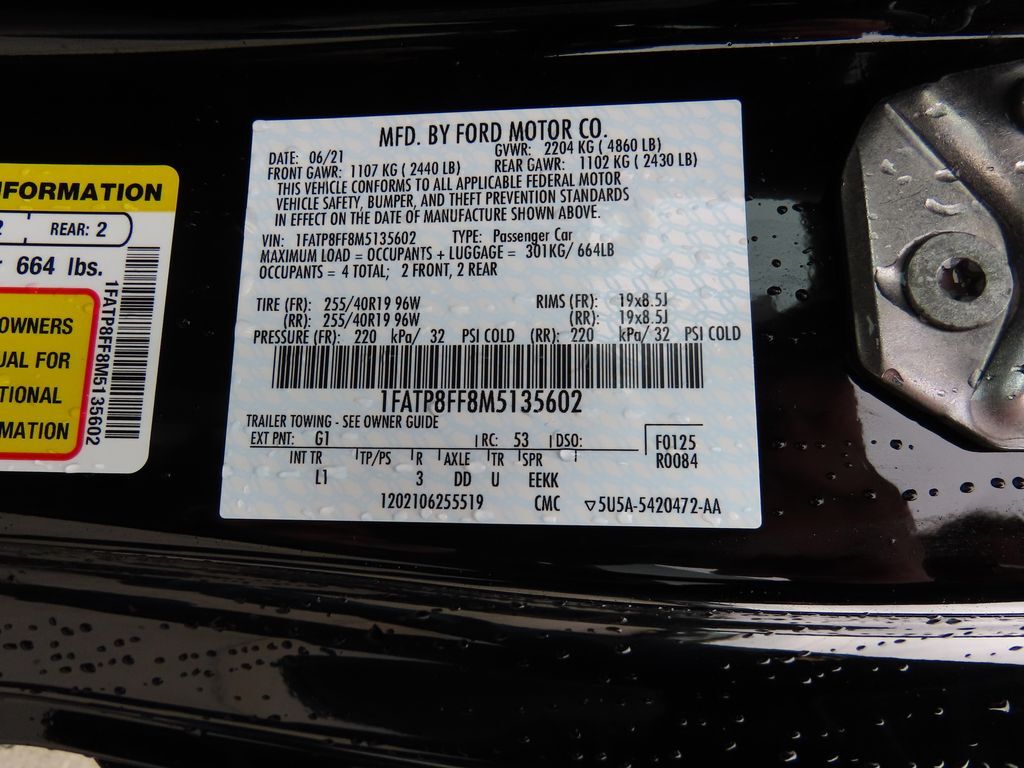 MFD. BY FORD MOTOR CO.
DATE: 06/21 GVWR: 2204 KG ( 4860 LB)
FRONT GAWR: 1107 KG ( 2440 LB) REAR GAWR: 1102 KG ( 2430 LB)
THIS VEHICLE CONFORMS TO ALL APPLICABLE FEDERAL MOTOR
VEHICLE SAFETY, BUMPER, AND THEFT PREVENTION STANDARDS
IN EFFECT ON THE DATE OF MANUFACTURE SHOWN ABOVE.
VIN: 1FATP8FF8M5135602 TYPE: Passenger Car
MAXIMUM LOAD = OCCUPANTS + LUGGAGE = 301KG/ 664LB
OCCUPANTS = 4 TOTAL; 2 FRONT, 2 REAR
TIRE (FR): 255/40R19 96W RIMS (FR): 19x8.5J
(RR): 255/40R19 96W (RR): 19x8.5J
PRESSURE (FR): 220 kPa/ 32 PSI COLD (RR): 220 kPa/ 32 PSI COLD
1FATP8FF8M5135602
TRAILER TOWING - SEE OWNER GUIDE
EXT PNT: G1 RC: 53 DSO: F0125
R0084
INT TR TP/PS R AXLE TR SPR
L1 3 DD U EEKK
1202106255519 CMC ▽5U5A-5420472-AA
FORMATION
2 REAR: 2
664 lbs.
OWNERS
UAL FOR
TIONAL
MATION
1FATP8FF8M5135602